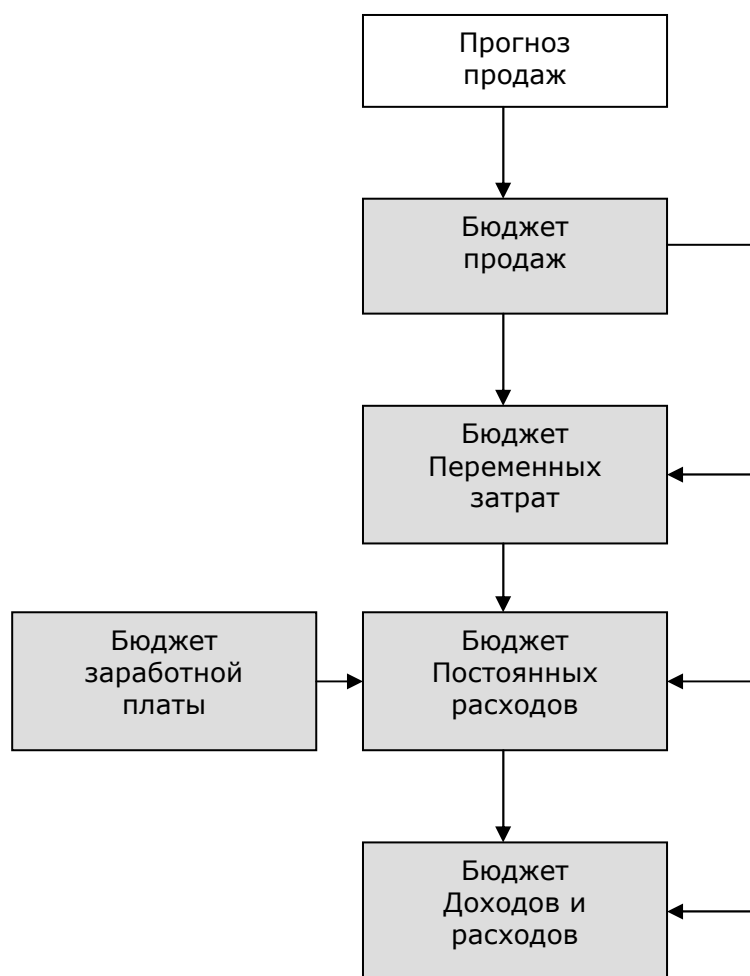 Прогноз
продаж
Бюджет
продаж
Бюджет
Переменных
затрат
Бюджет
заработной
платы
Бюджет
Постоянных
расходов
Бюджет
Доходов и
расходов